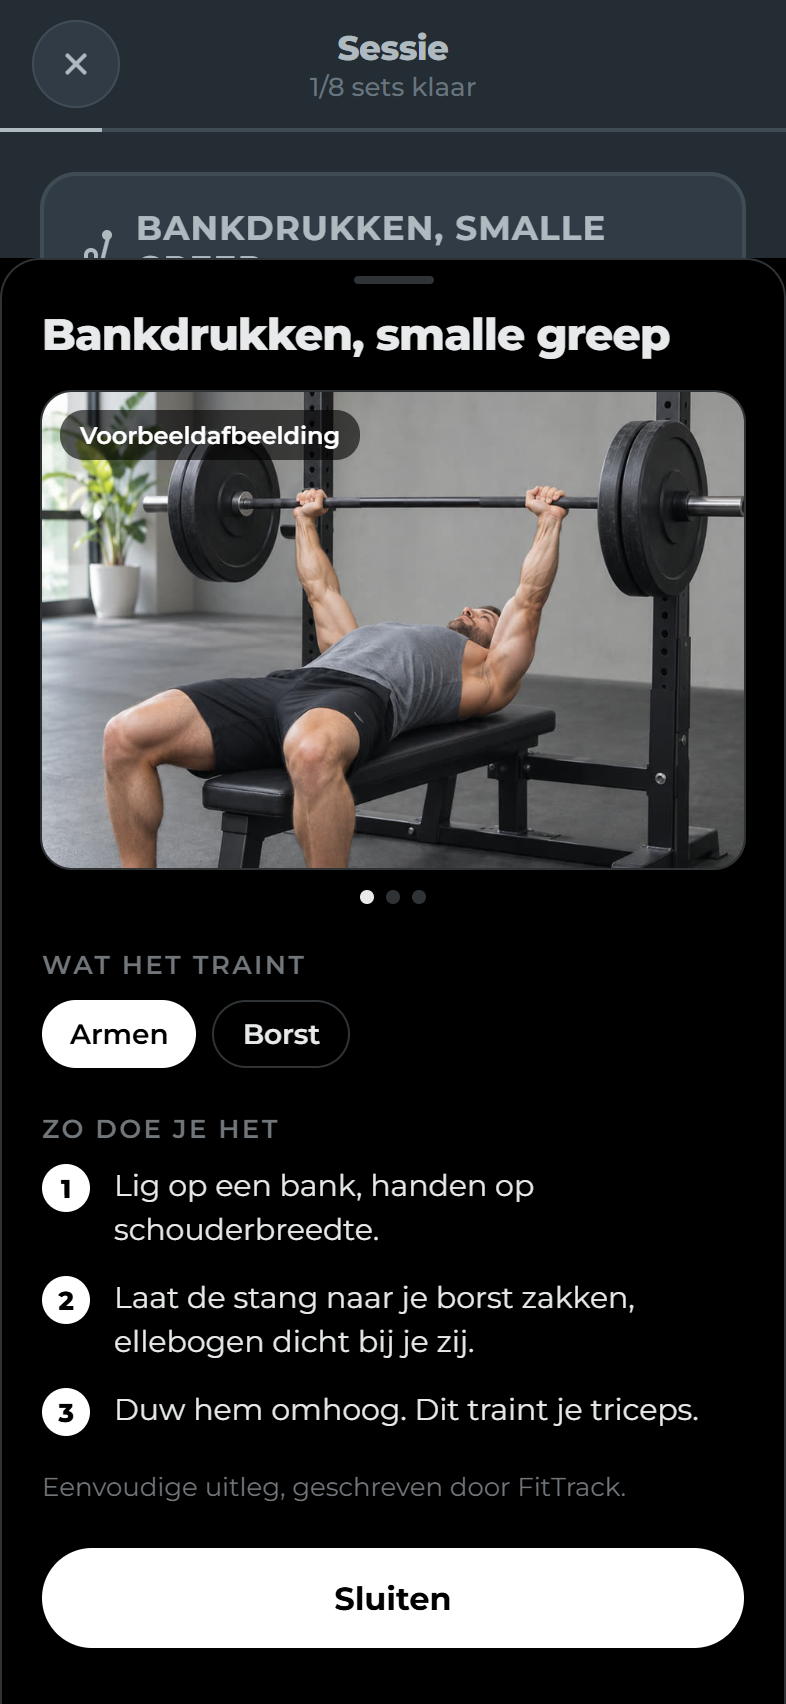 Sessie
1/8 sets klaar
BANKDRUKKEN, SMALLE
Bankdrukken, smalle greep
Voorbeeldafbeelding
WAT HET TRAINT
Armen
Borst
ZO DOE JE HET
1 Lig op een bank, handen op
schouderbreedte.
2 Laat de stang naar je borst zakken,
ellebogen dicht bij je zij.
3 Duw hem omhoog. Dit traint je triceps.
Eenvoudige uitleg, geschreven door FitTrack.
Sluiten